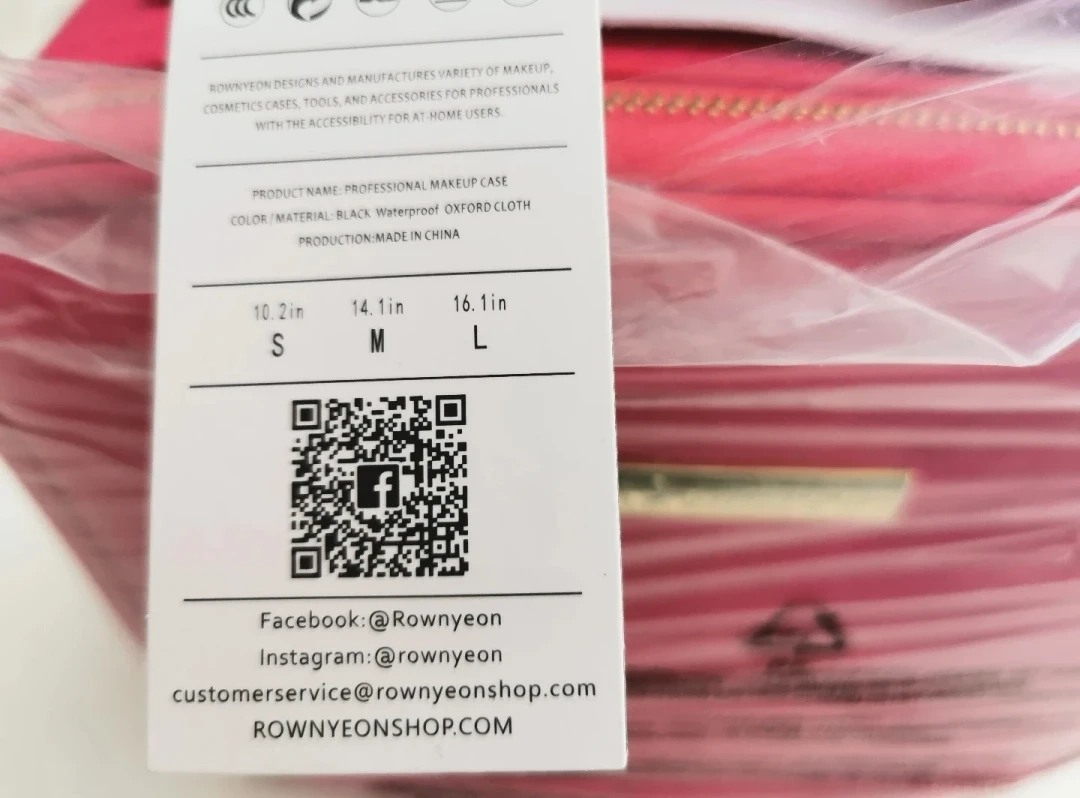 ROWNYEON DESIGNS AND MANUFACTURES VARIETY OF MAKEUP,
COSMETICS CASES, TOOLS, AND ACCESSORIES FOR PROFESSIONALS
WITH THE ACCESSIBILITY FOR AT-HOME USERS.
PRODUCT NAME: PROFESSIONAL MAKEUP CASE
COLOR/MATERIAL: BLACK Waterproof OXFORD CLOTH
PRODUCTION:MADE IN CHINA
10.2in 14.1in 16.1in
S M L
Facebook:@Rownyeon
Instagram:@rownyeon
customerservice@rownyeonshop.com
ROWNYEONSHOP.COM